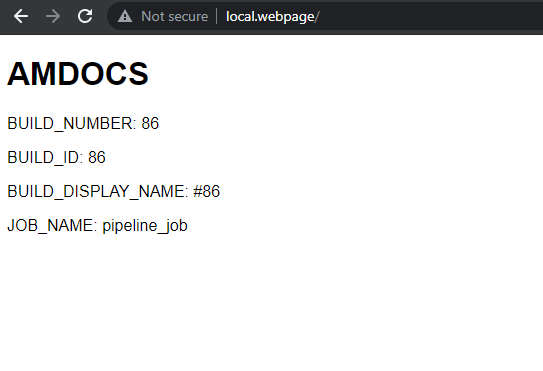 Not secure local.webpage/
AMDOCS
BUILD_NUMBER: 86
BUILD_ID: 86
BUILD_DISPLAY_NAME: #86
JOB_NAME: pipeline_job